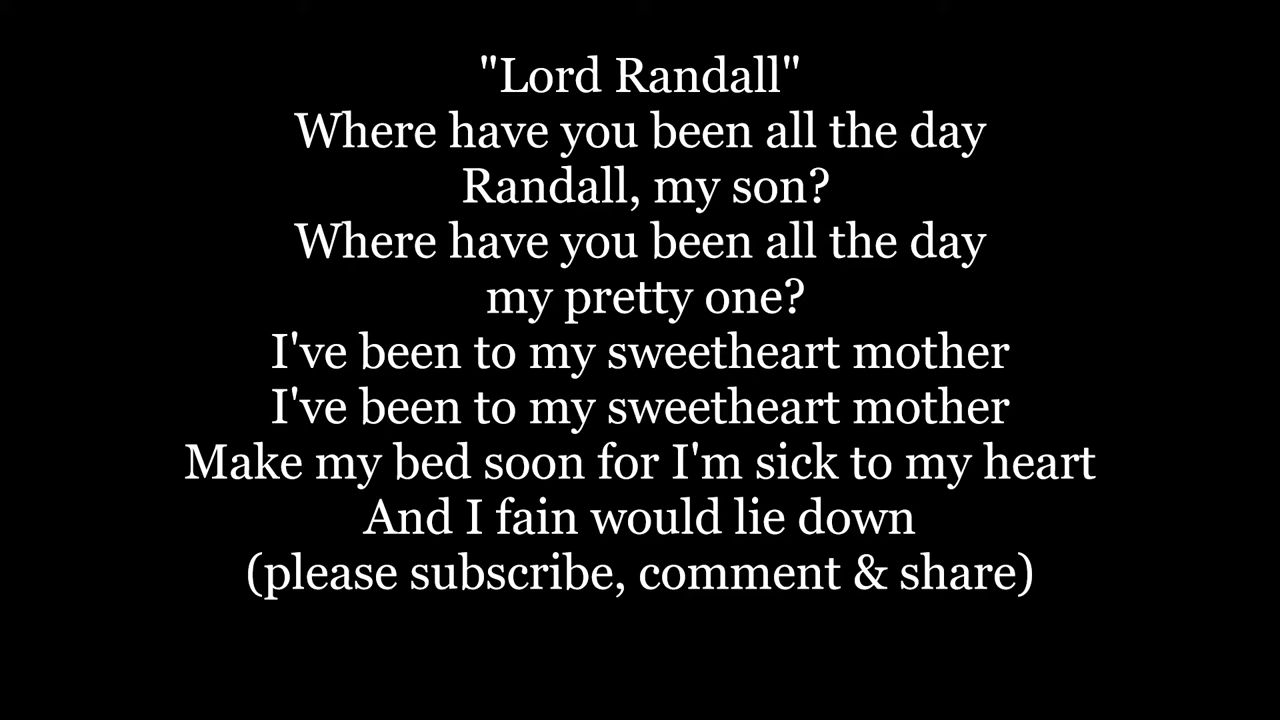 "Lord Randall"
Where have you been all the day
Randall, my son?
Where have you been all the day
my pretty one?
I've been to my sweetheart mother
I've been to my sweetheart mother
Make my bed soon for I'm sick to my heart
And I fain would lie down
(please subscribe, comment & share)